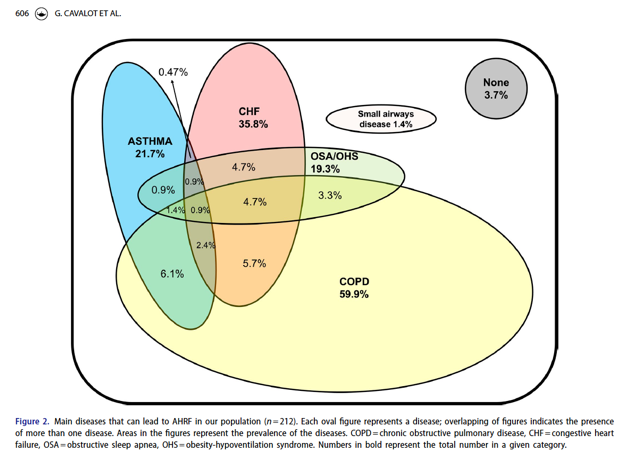 606 G. CAVALOT ET AL.
0.47%
None
3.7%
CHF
35.8%
Small airways
disease 1.4%
ASTHMA
21.7%
OSA/OHS
19.3%
4.7%
0.9%
0.9%
3.3%
4.7%
1.4%
0.9%
2.4%
5.7%
6.1%
COPD
59.9%
Figure 2. Main diseases that can lead to AHRF in our population (n=212). Each oval figure represents a disease; overlapping of figures indicates the presence
of more than one disease. Areas in the figures represent the prevalence of the diseases. COPD=chronic obstructive pulmonary disease, CHF=congestive heart
failure, OSA=obstructive sleep apnea, OHS=obesity-hypoventilation syndrome. Numbers in bold represent the total number in a given category.